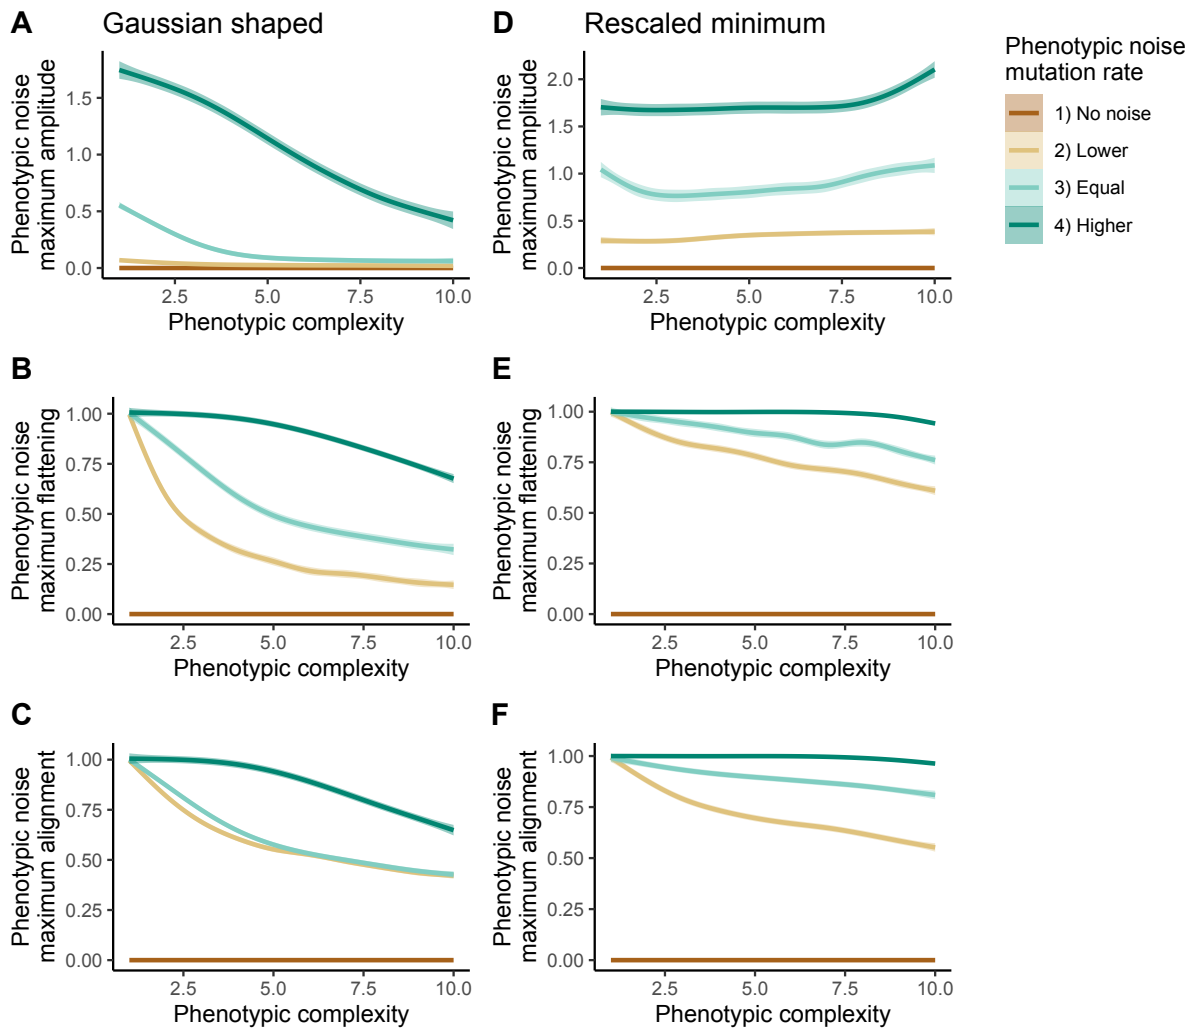 A Gaussian shaped
Phenotypic noise
maximum amplitude
1.5
1.0
0.5
0.0
2.5 5.0 7.5 10.0
Phenotypic complexity
D Rescaled minimum
Phenotypic noise
maximum amplitude
2.0
1.5
1.0
0.5
0.0
2.5 5.0 7.5 10.0
Phenotypic complexity
Phenotypic noise
mutation rate
1) No noise
2) Lower
3) Equal
4) Higher
B
Phenotypic noise
maximum flattening
1.00
0.75
0.50
0.25
0.00
2.5 5.0 7.5 10.0
Phenotypic complexity
E
Phenotypic noise
maximum flattening
1.00
0.75
0.50
0.25
0.00
2.5 5.0 7.5 10.0
Phenotypic complexity
C
Phenotypic noise
maximum alignment
1.00
0.75
0.50
0.25
0.00
2.5 5.0 7.5 10.0
Phenotypic complexity
F
Phenotypic noise
maximum alignment
1.00
0.75
0.50
0.25
0.00
2.5 5.0 7.5 10.0
Phenotypic complexity